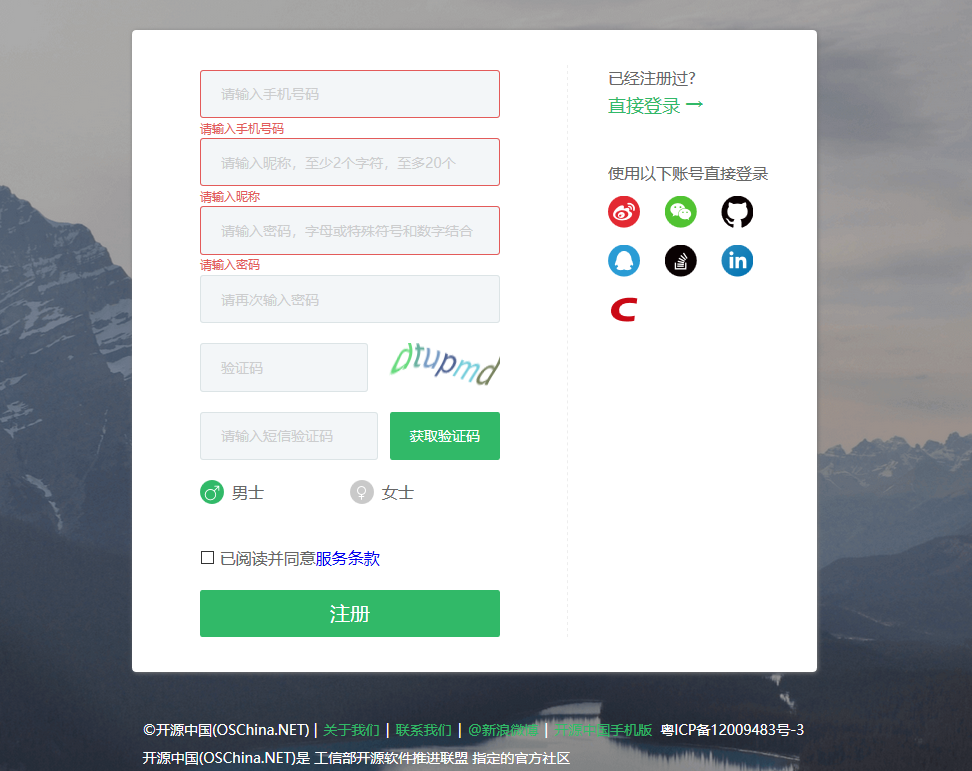 请输入手机号码
请输入手机号码
请输入昵称，至少2个字符，至多20个
请输入昵称
请输入密码，字母或特殊符号和数字结合
请输入密码
请再次输入密码
验证码
ptupmd
请输入短信验证码
获取验证码
男士
女士
已阅读并同意服务条款
注册
已经注册过?
直接登录 →
使用以下账号直接登录
in
©开源中国(OSChina.NET) | 关于我们 | 联系我们 | @新浪微博 | 开源中国手机版 粤ICP备12009483号-3
开源中国(OSChina.NET)是 工信部开源软件推进联盟 指定的官方社区